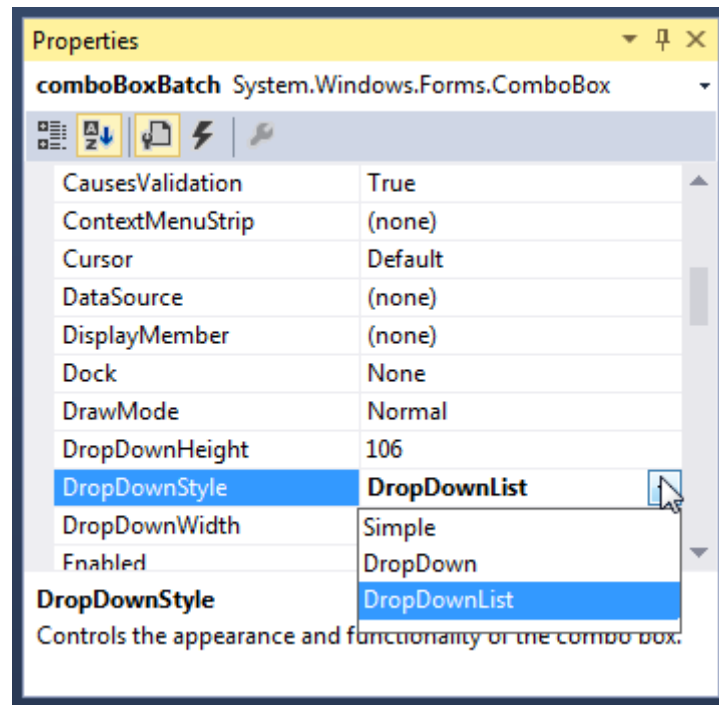 Properties
comboBoxBatch System.Windows.Forms.ComboBox
CausesValidation True
ContextMenuStrip (none)
Cursor Default
DataSource (none)
DisplayMember (none)
Dock None
DrawMode Normal
DropDownHeight 106
DropDownStyle DropDownList
DropDownWidth Simple
Enabled DropDown
DropDownStyle DropDownList
Controls the appearance and functionality of the combo box.